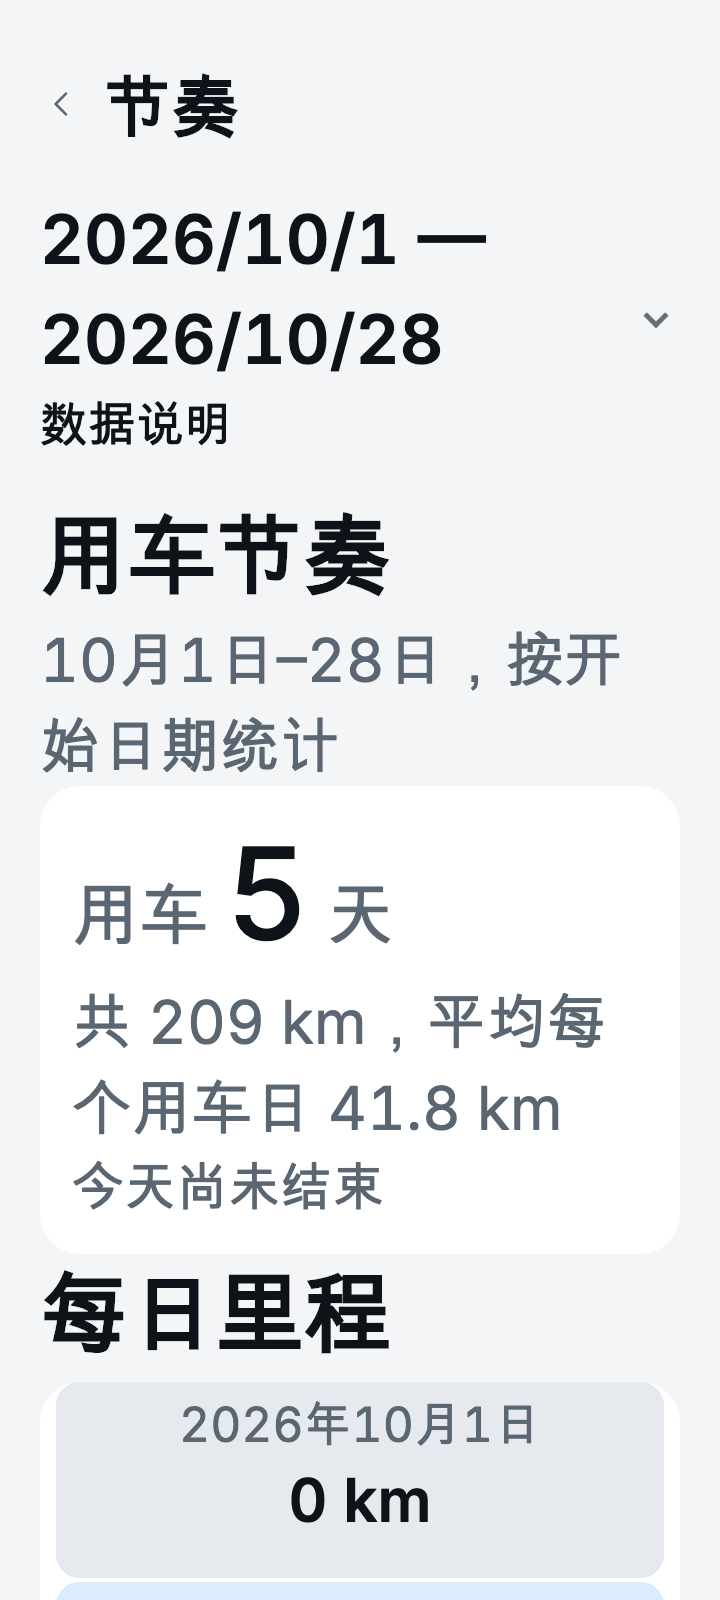 节奏
2026/10/1 —
2026/10/28
数据说明
用车节奏
10月1日–28日，按开
始日期统计
用车 5 天
共 209 km，平均每
个用车日 41.8 km
今天尚未结束
每日里程
2026年10月1日
0 km